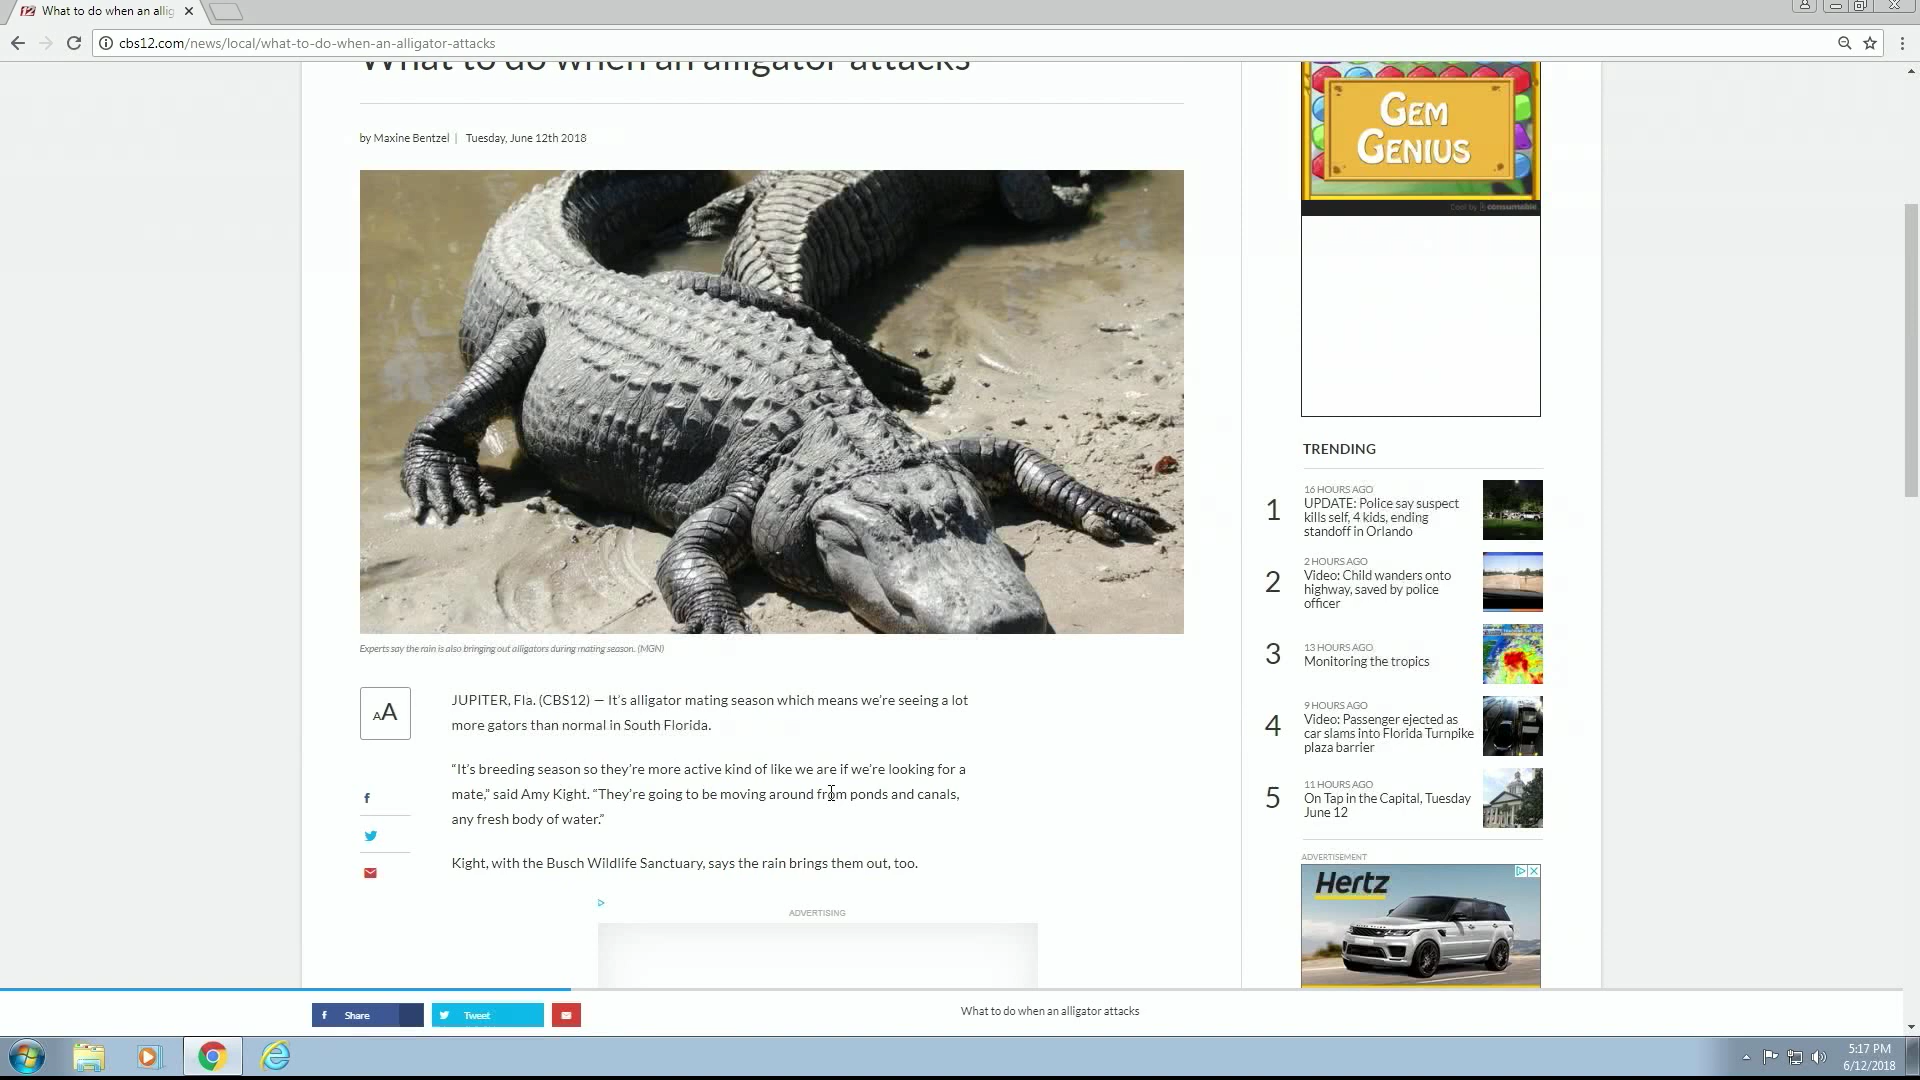 What to do when an allig
cbs12.com/news/local/what-to-do-when-an-alligator-attacks
What to do when an alligator attacks
by Maxine Bentzel | Tuesday, June 12th 2018
Experts say the rain is also bringing out alligators during mating season. (MGN)
AA
JUPITER, Fla. (CBS12) — It’s alligator mating season which means we’re seeing a lot
more gators than normal in South Florida.
“It’s breeding season so they’re more active kind of like we are if we’re looking for a
mate,” said Amy Kight. “They’re going to be moving around from ponds and canals,
any fresh body of water.”
Kight, with the Busch Wildlife Sanctuary, says the rain brings them out, too.
ADVERTISING
GEM
GENIUS
consumable
TRENDING
1
16 HOURS AGO
UPDATE: Police say suspect
kills self, 4 kids, ending
standoff in Orlando
2
2 HOURS AGO
Video: Child wanders onto
highway, saved by police
officer
3
13 HOURS AGO
Monitoring the tropics
4
9 HOURS AGO
Video: Passenger ejected as
car slams into Florida Turnpike
plaza barrier
5
11 HOURS AGO
On Tap in the Capital, Tuesday
June 12
ADVERTISEMENT
Hertz
Share
Tweet
What to do when an alligator attacks
5:17 PM
6/12/2018